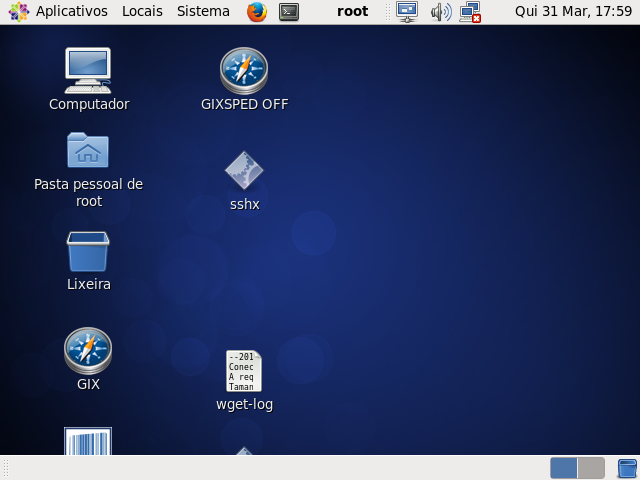 Aplicativos Locais Sistema root Qui 31 Mar, 17:59
Computador
GIXSPED OFF
Pasta pessoal de
root
sshx
Lixeira
GIX
--201
Conec
A req
Taman
wget-log